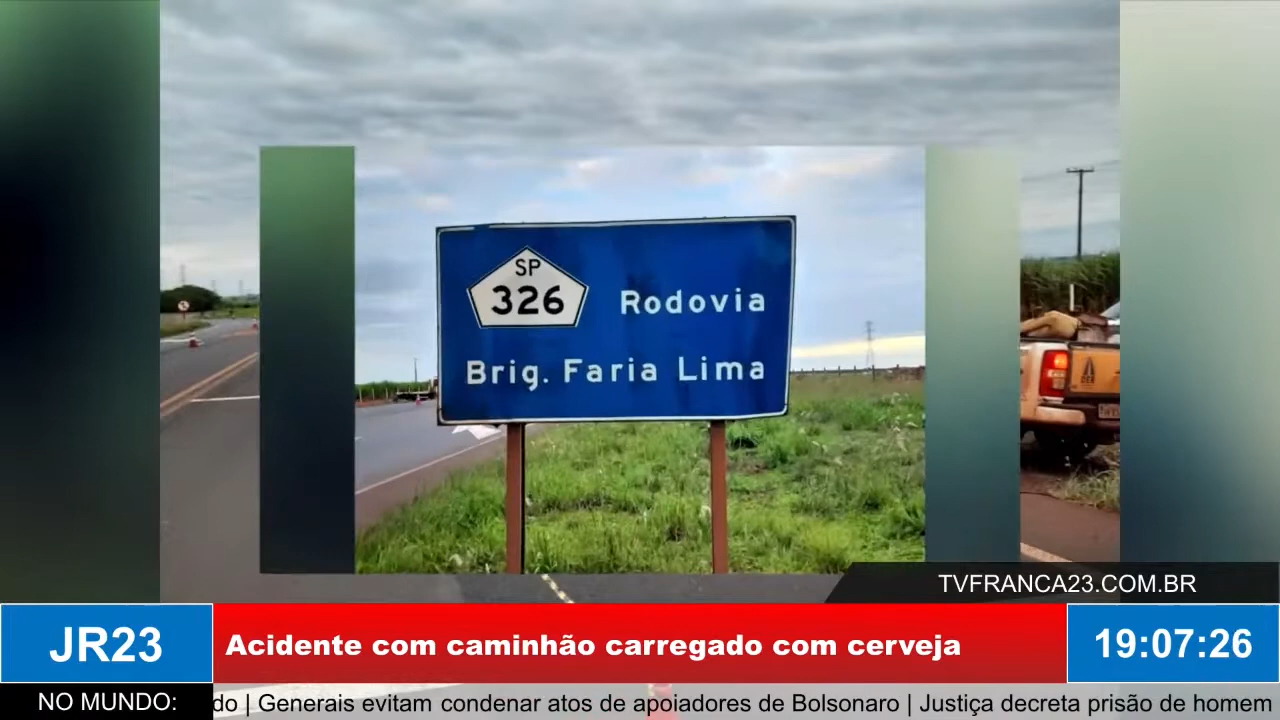 SP
326 Rodovia
Brig. Faria Lima
TVFRANCA23.COM.BR
JR23
Acidente com caminhão carregado com cerveja
19:07:26
NO MUNDO: do | Generais evitam condenar atos de apoiadores de Bolsonaro | Justiça decreta prisão de homem